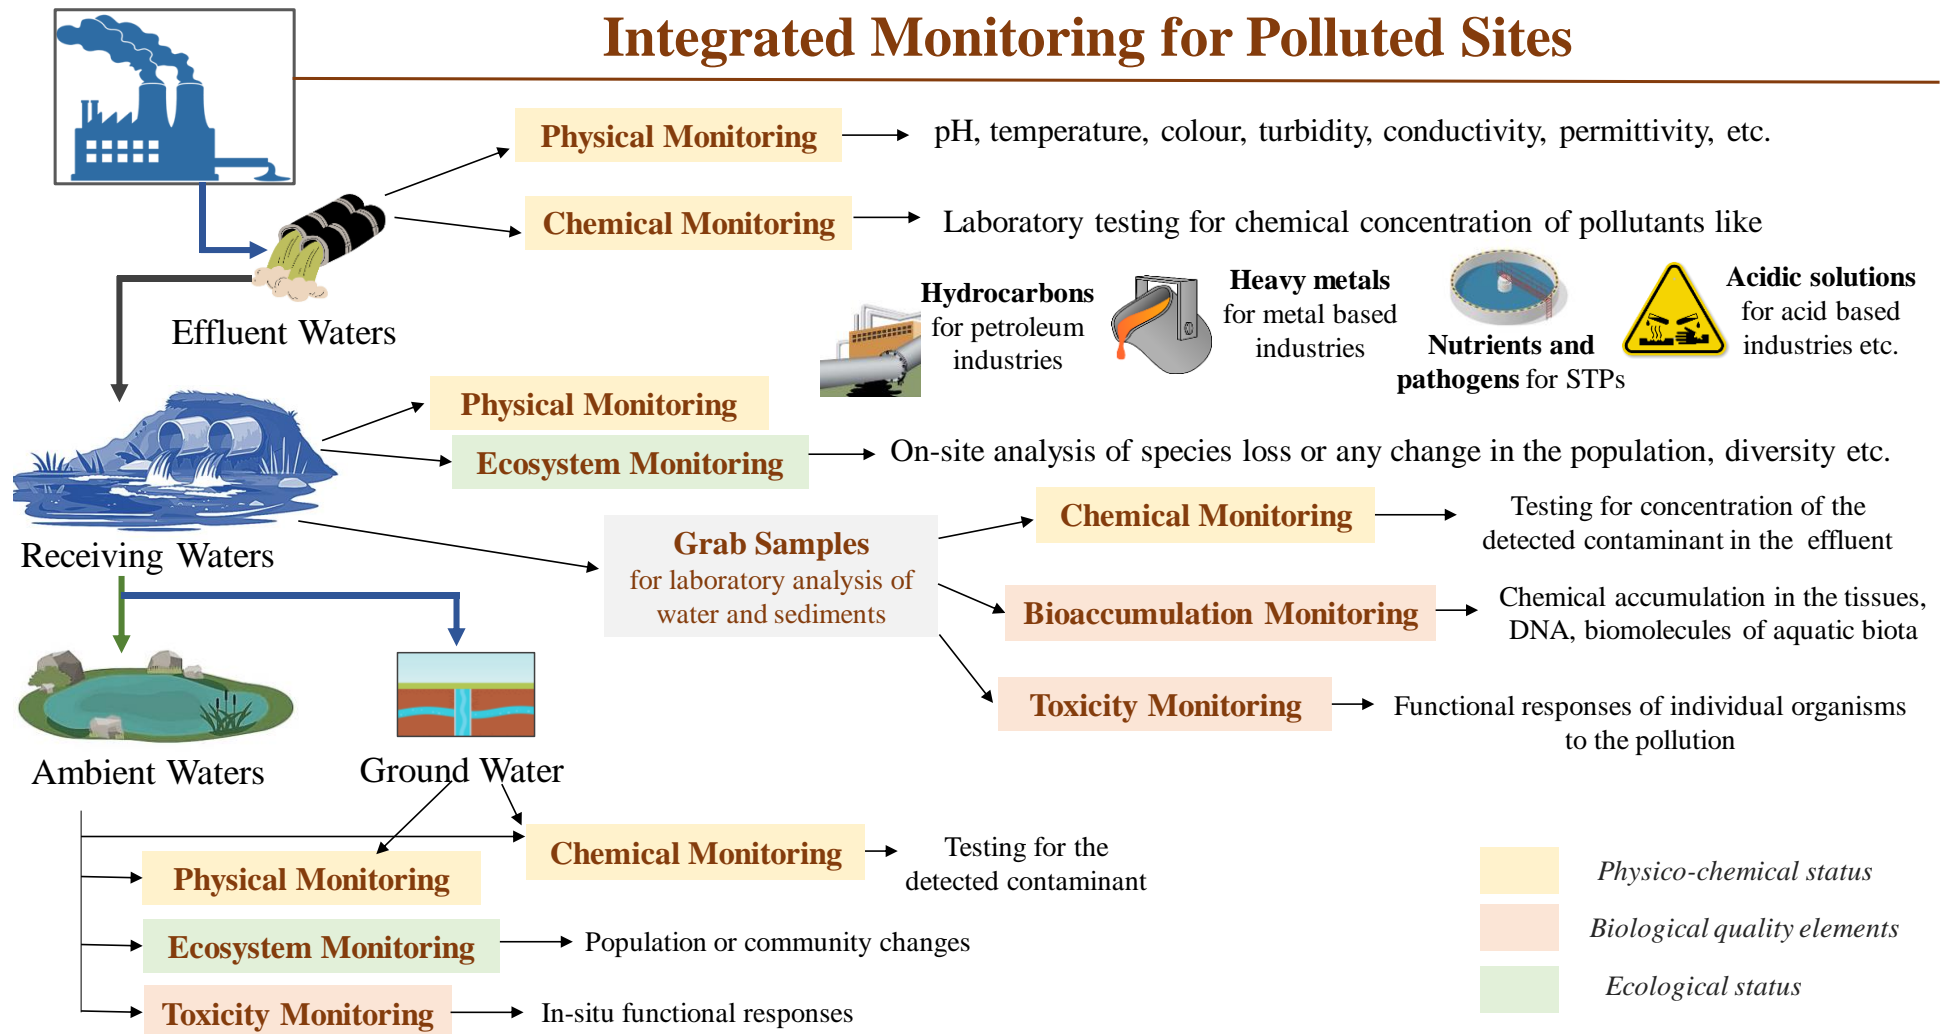 Integrated Monitoring for Polluted Sites
Physical Monitoring
pH, temperature, colour, turbidity, conductivity, permittivity, etc.
Chemical Monitoring
Laboratory testing for chemical concentration of pollutants like
Hydrocarbons
for petroleum
industries
Heavy metals
for metal based
industries
Nutrients and
pathogens for STPs
Acidic solutions
for acid based
industries etc.
Effluent Waters
Physical Monitoring
Ecosystem Monitoring
On-site analysis of species loss or any change in the population, diversity etc.
Receiving Waters
Grab Samples
for laboratory analysis of
water and sediments
Chemical Monitoring
Testing for concentration of the
detected contaminant in the effluent
Bioaccumulation Monitoring
Chemical accumulation in the tissues,
DNA, biomolecules of aquatic biota
Toxicity Monitoring
Functional responses of individual organisms
to the pollution
Ambient Waters
Ground Water
Chemical Monitoring
Testing for the
detected contaminant
Physical Monitoring
Ecosystem Monitoring
Population or community changes
Toxicity Monitoring
In-situ functional responses
Physico-chemical status
Biological quality elements
Ecological status